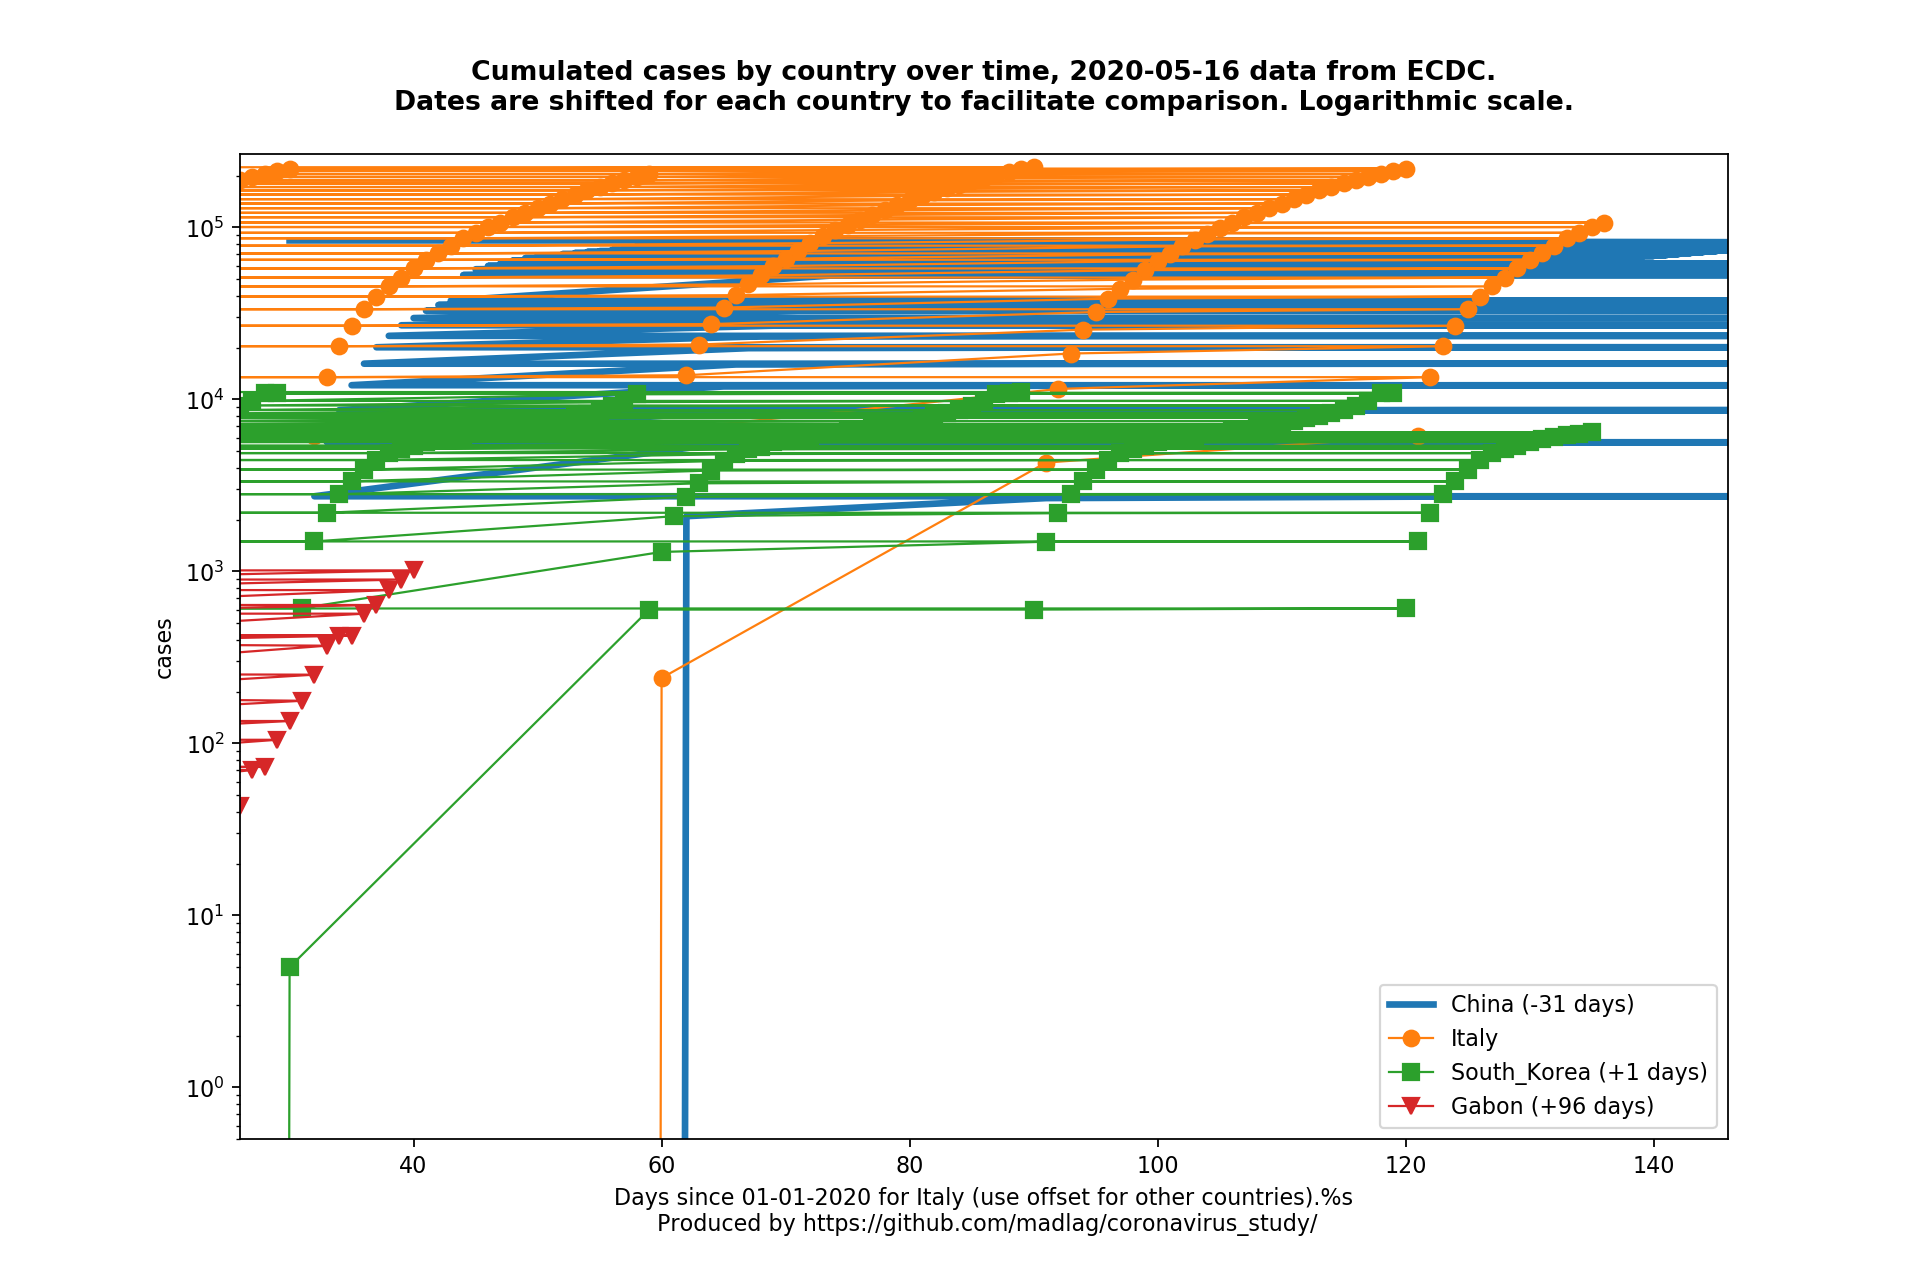 Cumulated cases by country over time, 2020-05-16 data from ECDC.
Dates are shifted for each country to facilitate comparison. Logarithmic scale.
10^5
10^4
10^3
10^2
10^1
10^0
cases
40 60 80 100 120 140
Days since 01-01-2020 for Italy (use offset for other countries).%s
Produced by https://github.com/madlag/coronavirus_study/
China (-31 days)
Italy
South_Korea (+1 days)
Gabon (+96 days)